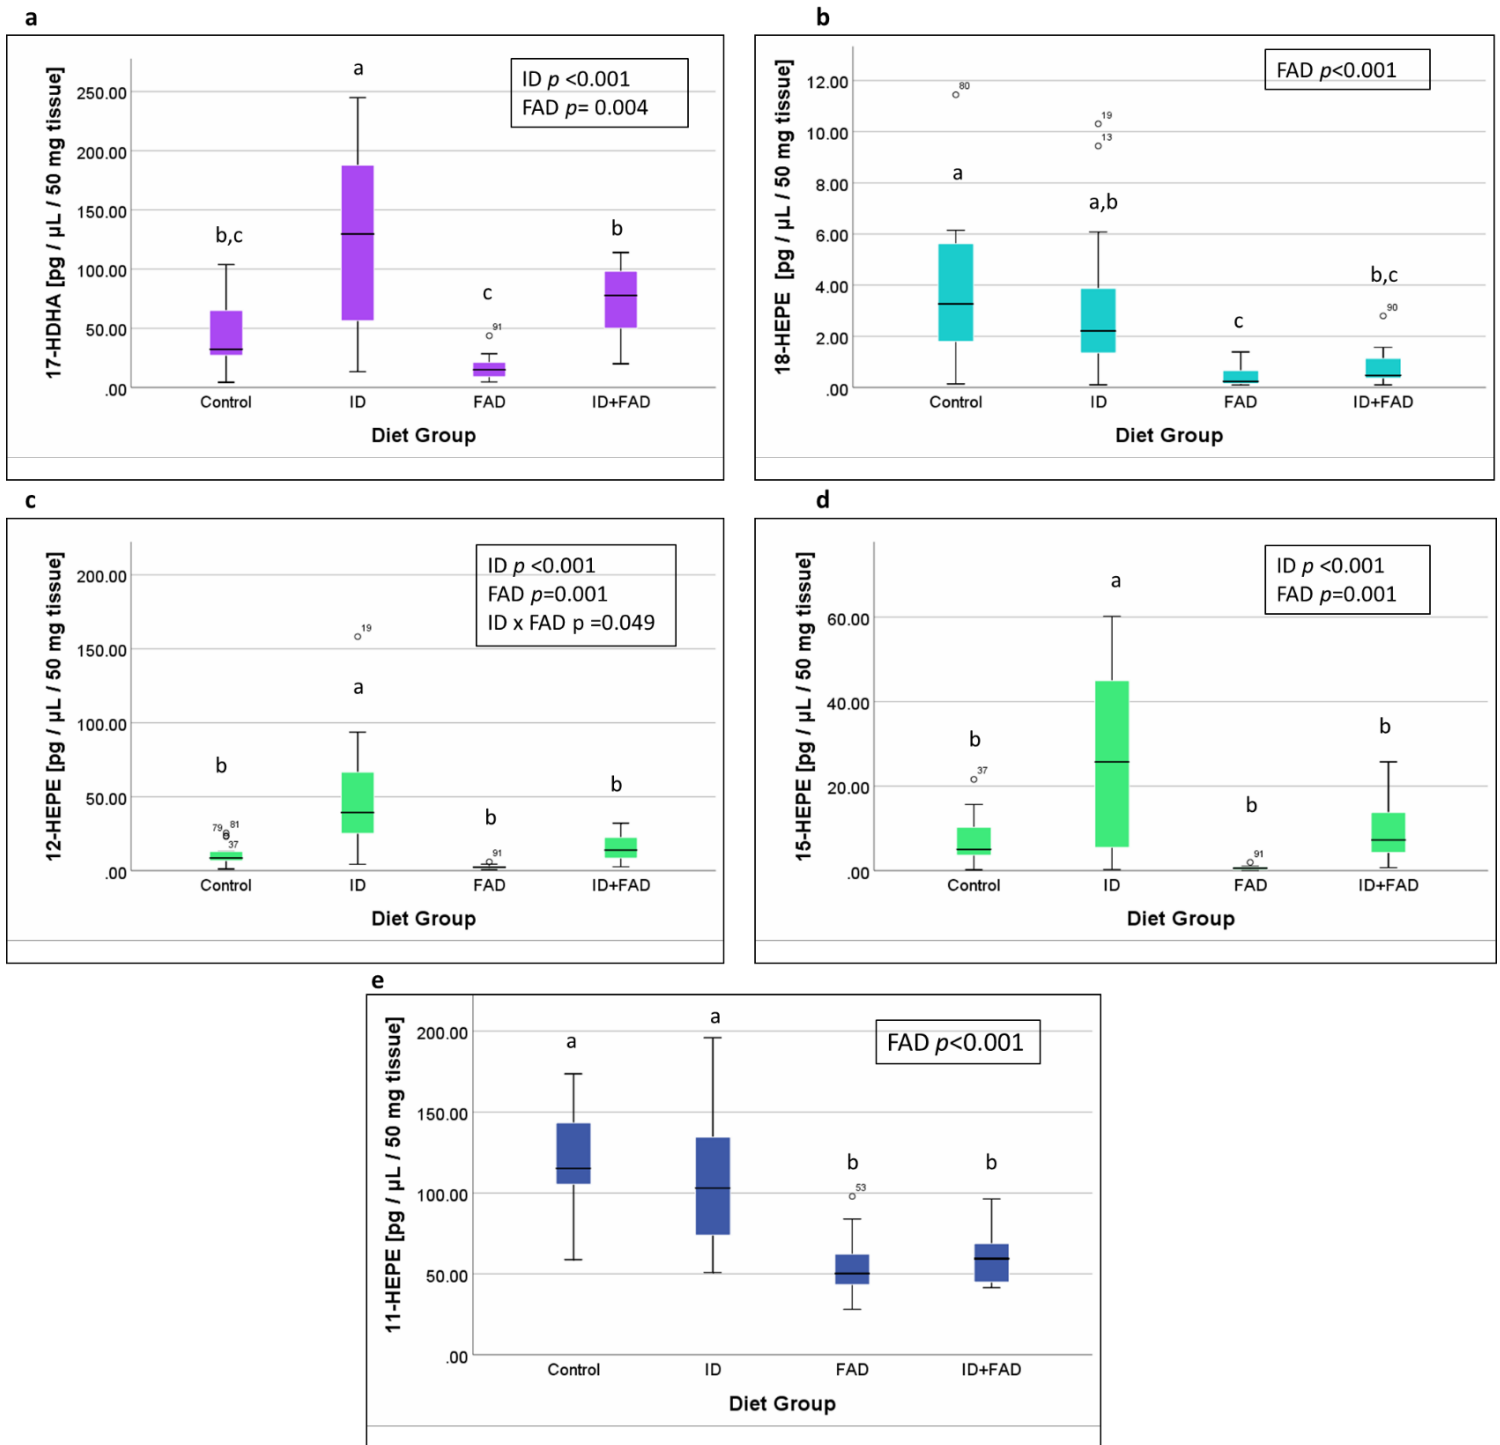 a
17-HDHA [pg / µL / 50 mg tissue]
250.00
200.00
150.00
100.00
50.00
.00
ID p <0.001
FAD p= 0.004
b,c
a
c
b
91
Control ID FAD ID+FAD
Diet Group
b
18-HEPE [pg / µL / 50 mg tissue]
12.00
10.00
8.00
6.00
4.00
2.00
.00
FAD p<0.001
80
a
19
13
a,b
c
b,c
90
Control ID FAD ID+FAD
Diet Group
c
12-HEPE [pg / µL / 50 mg tissue]
200.00
150.00
100.00
50.00
.00
ID p <0.001
FAD p=0.001
ID x FAD p =0.049
b
79 81
37
19
a
b
91
b
Control ID FAD ID+FAD
Diet Group
d
15-HEPE [pg / µL / 50 mg tissue]
60.00
40.00
20.00
.00
ID p <0.001
FAD p=0.001
b
37
a
b
91
b
Control ID FAD ID+FAD
Diet Group
e
11-HEPE [pg / µL / 50 mg tissue]
200.00
150.00
100.00
50.00
.00
FAD p<0.001
a
a
b
53
b
Control ID FAD ID+FAD
Diet Group